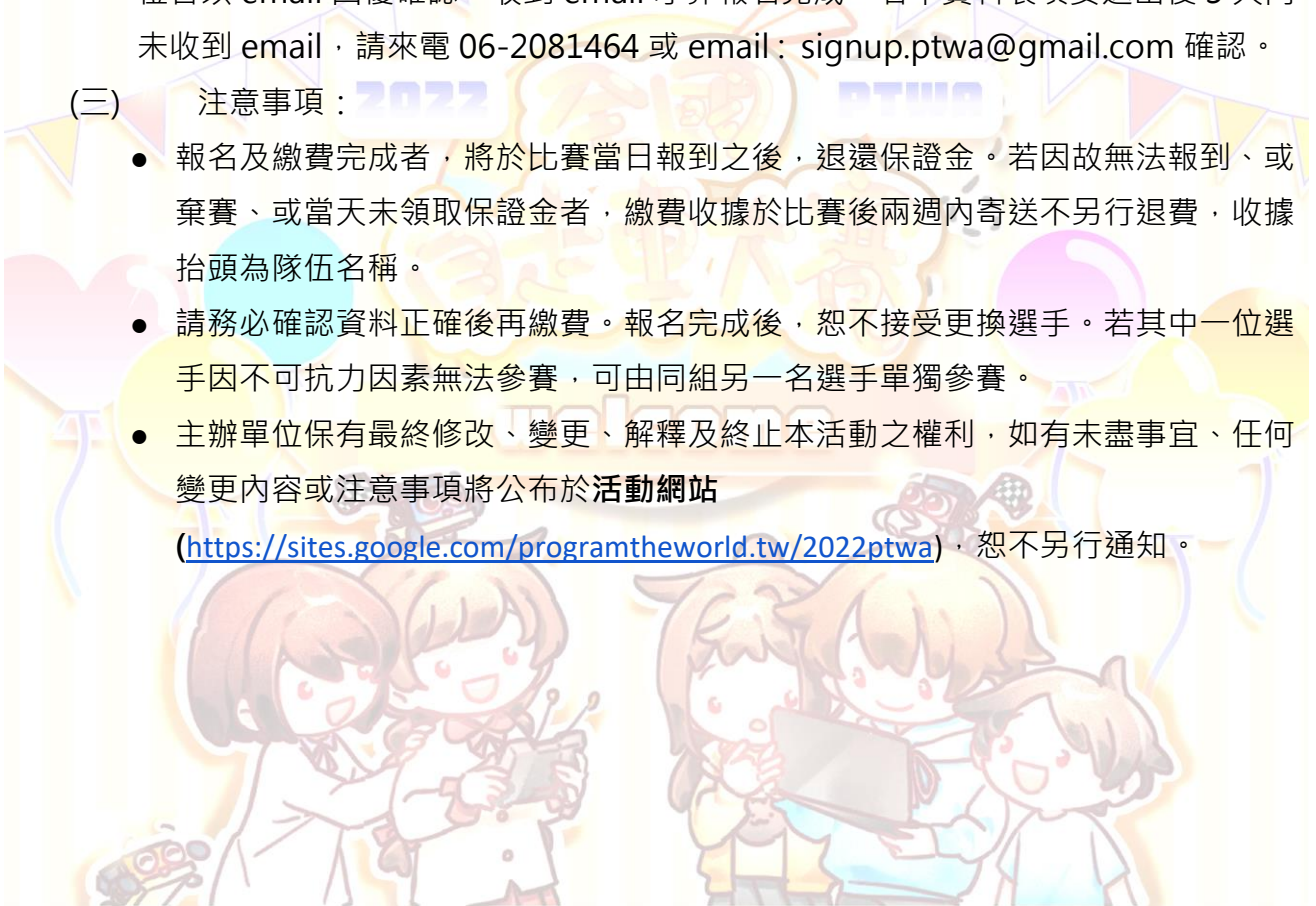 未收到 email，請來電 06-2081464 或 email：signup.ptwa@gmail.com 確認。
(三) 注意事項：
● 報名及繳費完成者，將於比賽當日報到之後，退還保證金。若因故無法報到、或
棄賽、或當天未領取保證金者，繳費收據於比賽後兩週內寄送不另行退費，收據
抬頭為隊伍名稱。
● 請務必確認資料正確後再繳費。報名完成後，恕不接受更換選手。若其中一位選
手因不可抗力因素無法參賽，可由同組另一名選手單獨參賽。
● 主辦單位保有最終修改、變更、解釋及終止本活動之權利，如有未盡事宜、任何
變更內容或注意事項將公布於活動網站
(https://sites.google.com/programtheworld.tw/2022ptwa)，恕不另行通知。
2022 全國 PTWA
自走車大賽
welcome